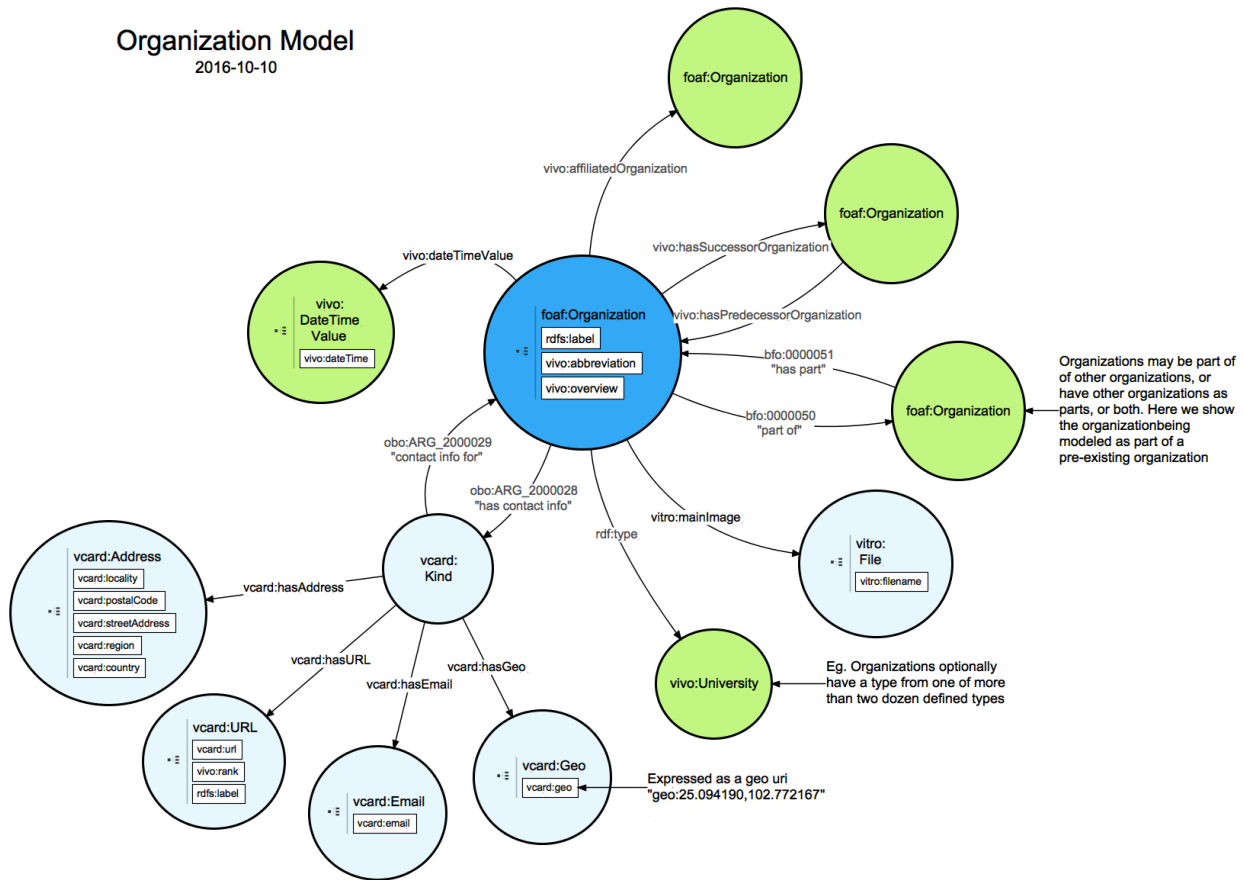 Organization Model
2016-10-10
foaf:Organization
vivo:affiliatedOrganization
foaf:Organization
vivo:hasSuccessorOrganization
vivo:dateTimeValue
vivo:
DateTime
Value
vivo:dateTime
foaf:Organization
rdfs:label
vivo:abbreviation
vivo:overview
vivo:hasPredecessorOrganization
bfo:0000051
"has part"
foaf:Organization
Organizations may be part of
of other organizations, or
have other organizations as
parts, or both. Here we show
the organizationbeing
modeled as part of a
pre-existing organization
bfo:0000050
"part of"
obo:ARG_2000029
"contact info for"
obo:ARG_2000028
"has contact info"
vitro:mainImage
rdf:type
vitro:
File
vitro:filename
vcard:
Kind
vcard:Address
vcard:locality
vcard:postalCode
vcard:streetAddress
vcard:region
vcard:country
vcard:hasAddress
vcard:hasURL
vcard:hasEmail
vcard:hasGeo
vivo:University
Eg. Organizations optionally
have a type from one of more
than two dozen defined types
vcard:URL
vcard:url
vivo:rank
rdfs:label
vcard:Email
vcard:email
vcard:Geo
vcard:geo
Expressed as a geo uri
"geo:25.094190,102.772167"